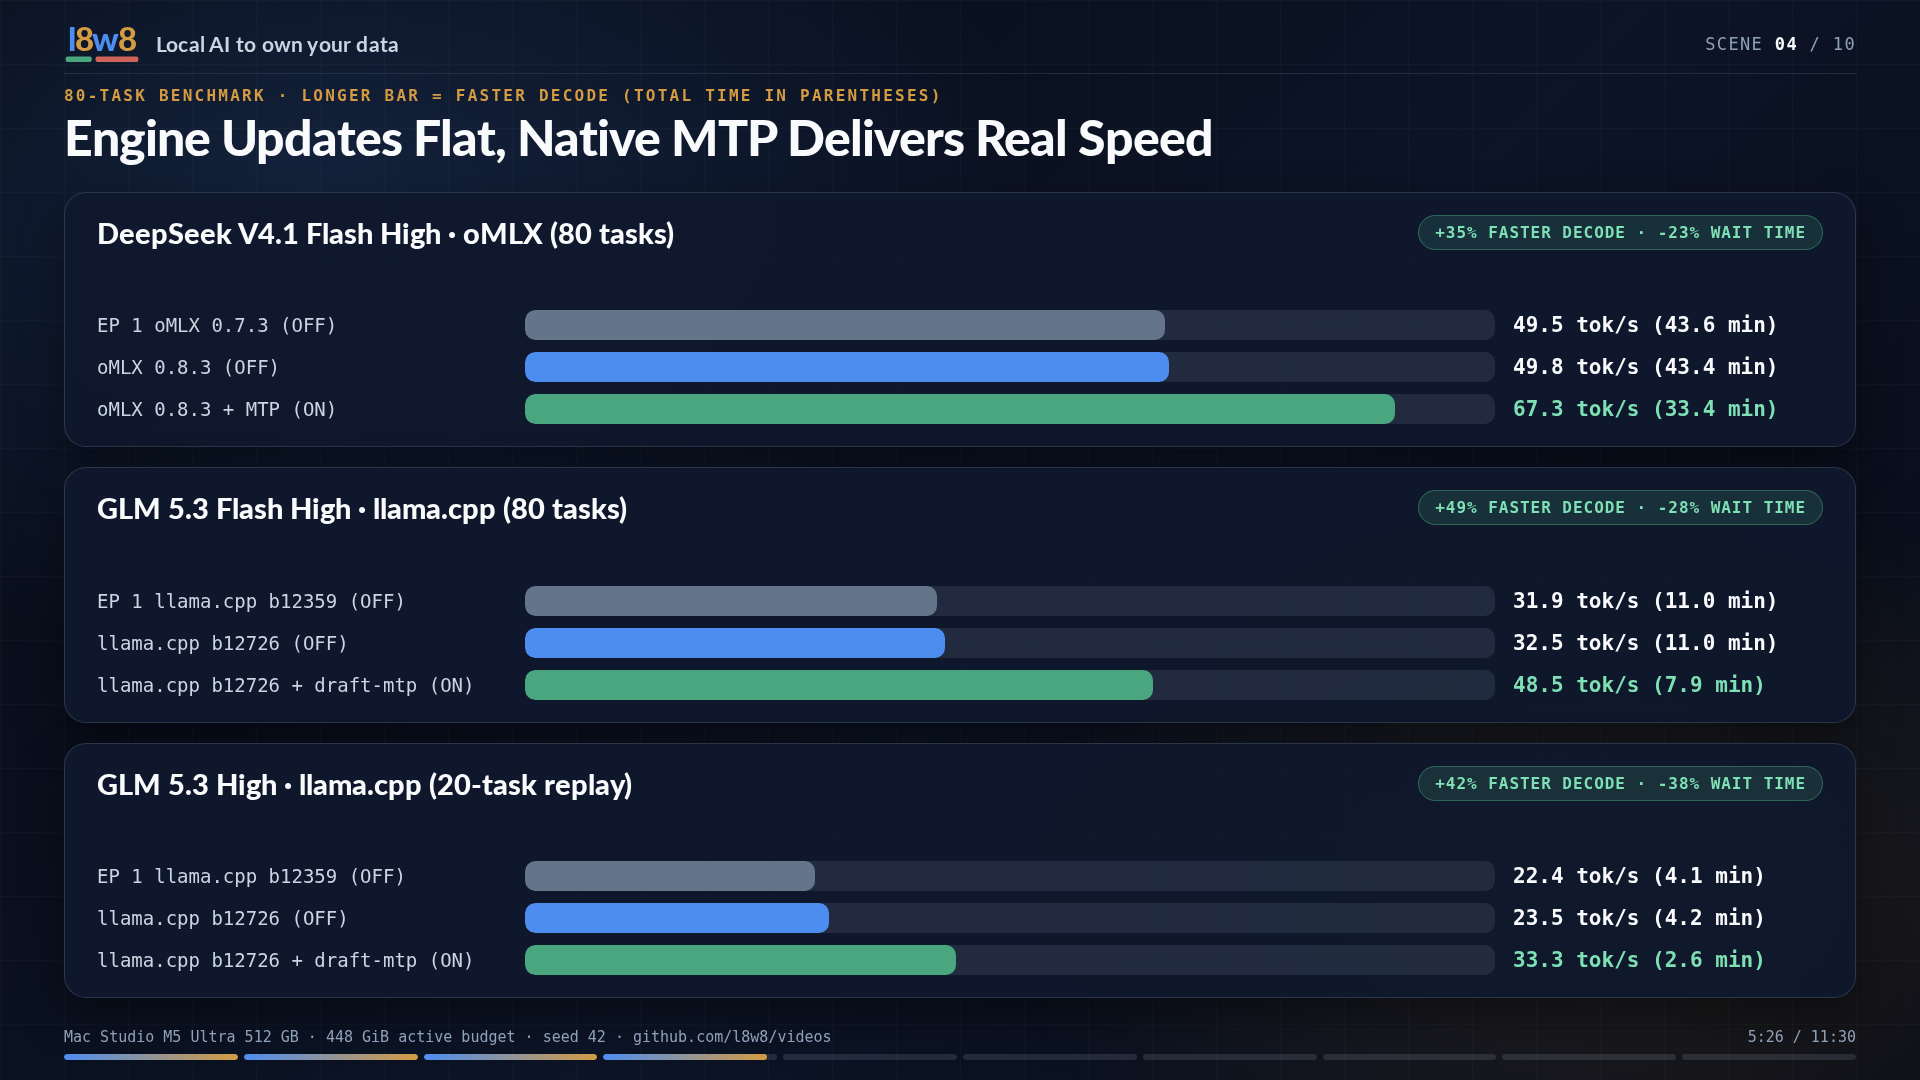 l8w8 Local AI to own your data
SCENE 04 / 10
80-TASK BENCHMARK · LONGER BAR = FASTER DECODE (TOTAL TIME IN PARENTHESES)
Engine Updates Flat, Native MTP Delivers Real Speed
DeepSeek V4.1 Flash High · oMLX (80 tasks)
+35% FASTER DECODE · -23% WAIT TIME
EP 1 oMLX 0.7.3 (OFF) 49.5 tok/s (43.6 min)
oMLX 0.8.3 (OFF) 49.8 tok/s (43.4 min)
oMLX 0.8.3 + MTP (ON) 67.3 tok/s (33.4 min)
GLM 5.3 Flash High · llama.cpp (80 tasks)
+49% FASTER DECODE · -28% WAIT TIME
EP 1 llama.cpp b12359 (OFF) 31.9 tok/s (11.0 min)
llama.cpp b12726 (OFF) 32.5 tok/s (11.0 min)
llama.cpp b12726 + draft-mtp (ON) 48.5 tok/s (7.9 min)
GLM 5.3 High · llama.cpp (20-task replay)
+42% FASTER DECODE · -38% WAIT TIME
EP 1 llama.cpp b12359 (OFF) 22.4 tok/s (4.1 min)
llama.cpp b12726 (OFF) 23.5 tok/s (4.2 min)
llama.cpp b12726 + draft-mtp (ON) 33.3 tok/s (2.6 min)
Mac Studio M5 Ultra 512 GB · 448 GiB active budget · seed 42 · github.com/l8w8/videos
5:26 / 11:30